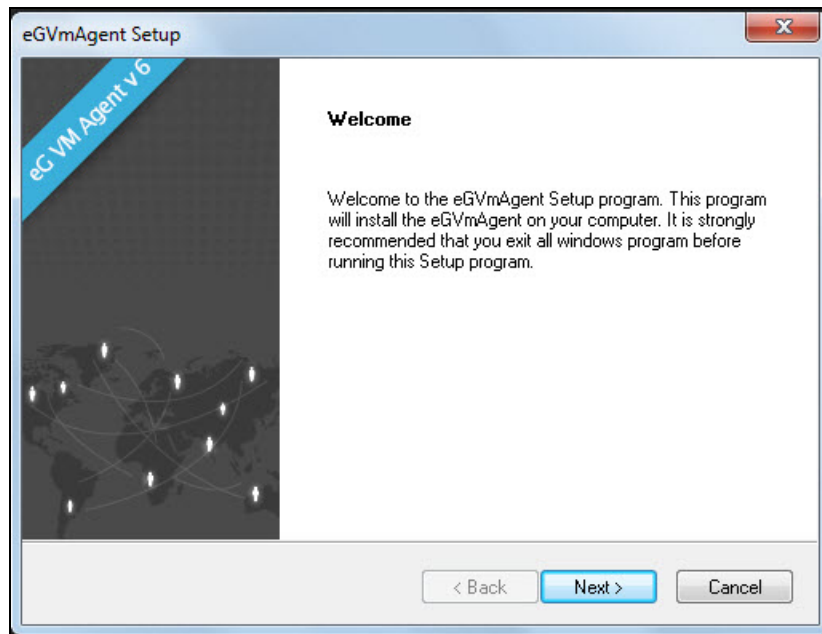 eGVmAgent Setup
eG VM Agent v 6
Welcome
Welcome to the eGVmAgent Setup program. This program
will install the eGVmAgent on your computer. It is strongly
recommended that you exit all windows program before
running this Setup program.
< Back
Next >
Cancel